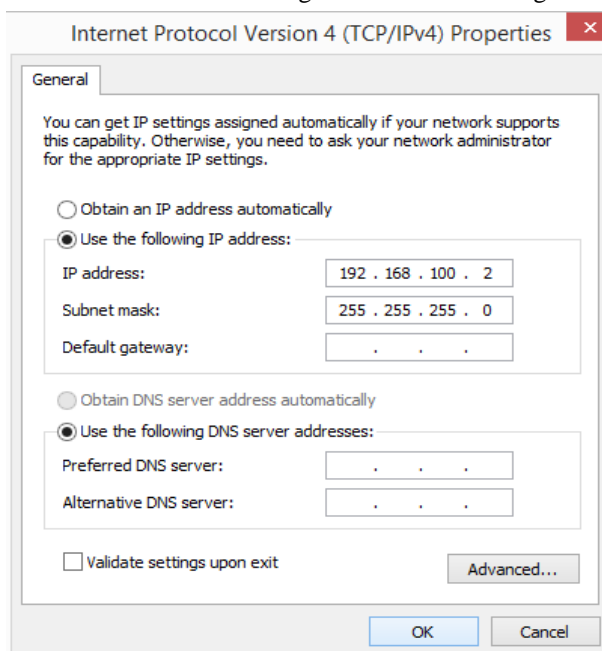 Internet Protocol Version 4 (TCP/IPv4) Properties
×
General
You can get IP settings assigned automatically if your network supports
this capability. Otherwise, you need to ask your network administrator
for the appropriate IP settings.
Obtain an IP address automatically
Use the following IP address:
IP address: 192 . 168 . 100 . 2
Subnet mask: 255 . 255 . 255 . 0
Default gateway: . . .
Obtain DNS server address automatically
Use the following DNS server addresses:
Preferred DNS server: . . .
Alternative DNS server: . . .
Validate settings upon exit
Advanced...
OK Cancel